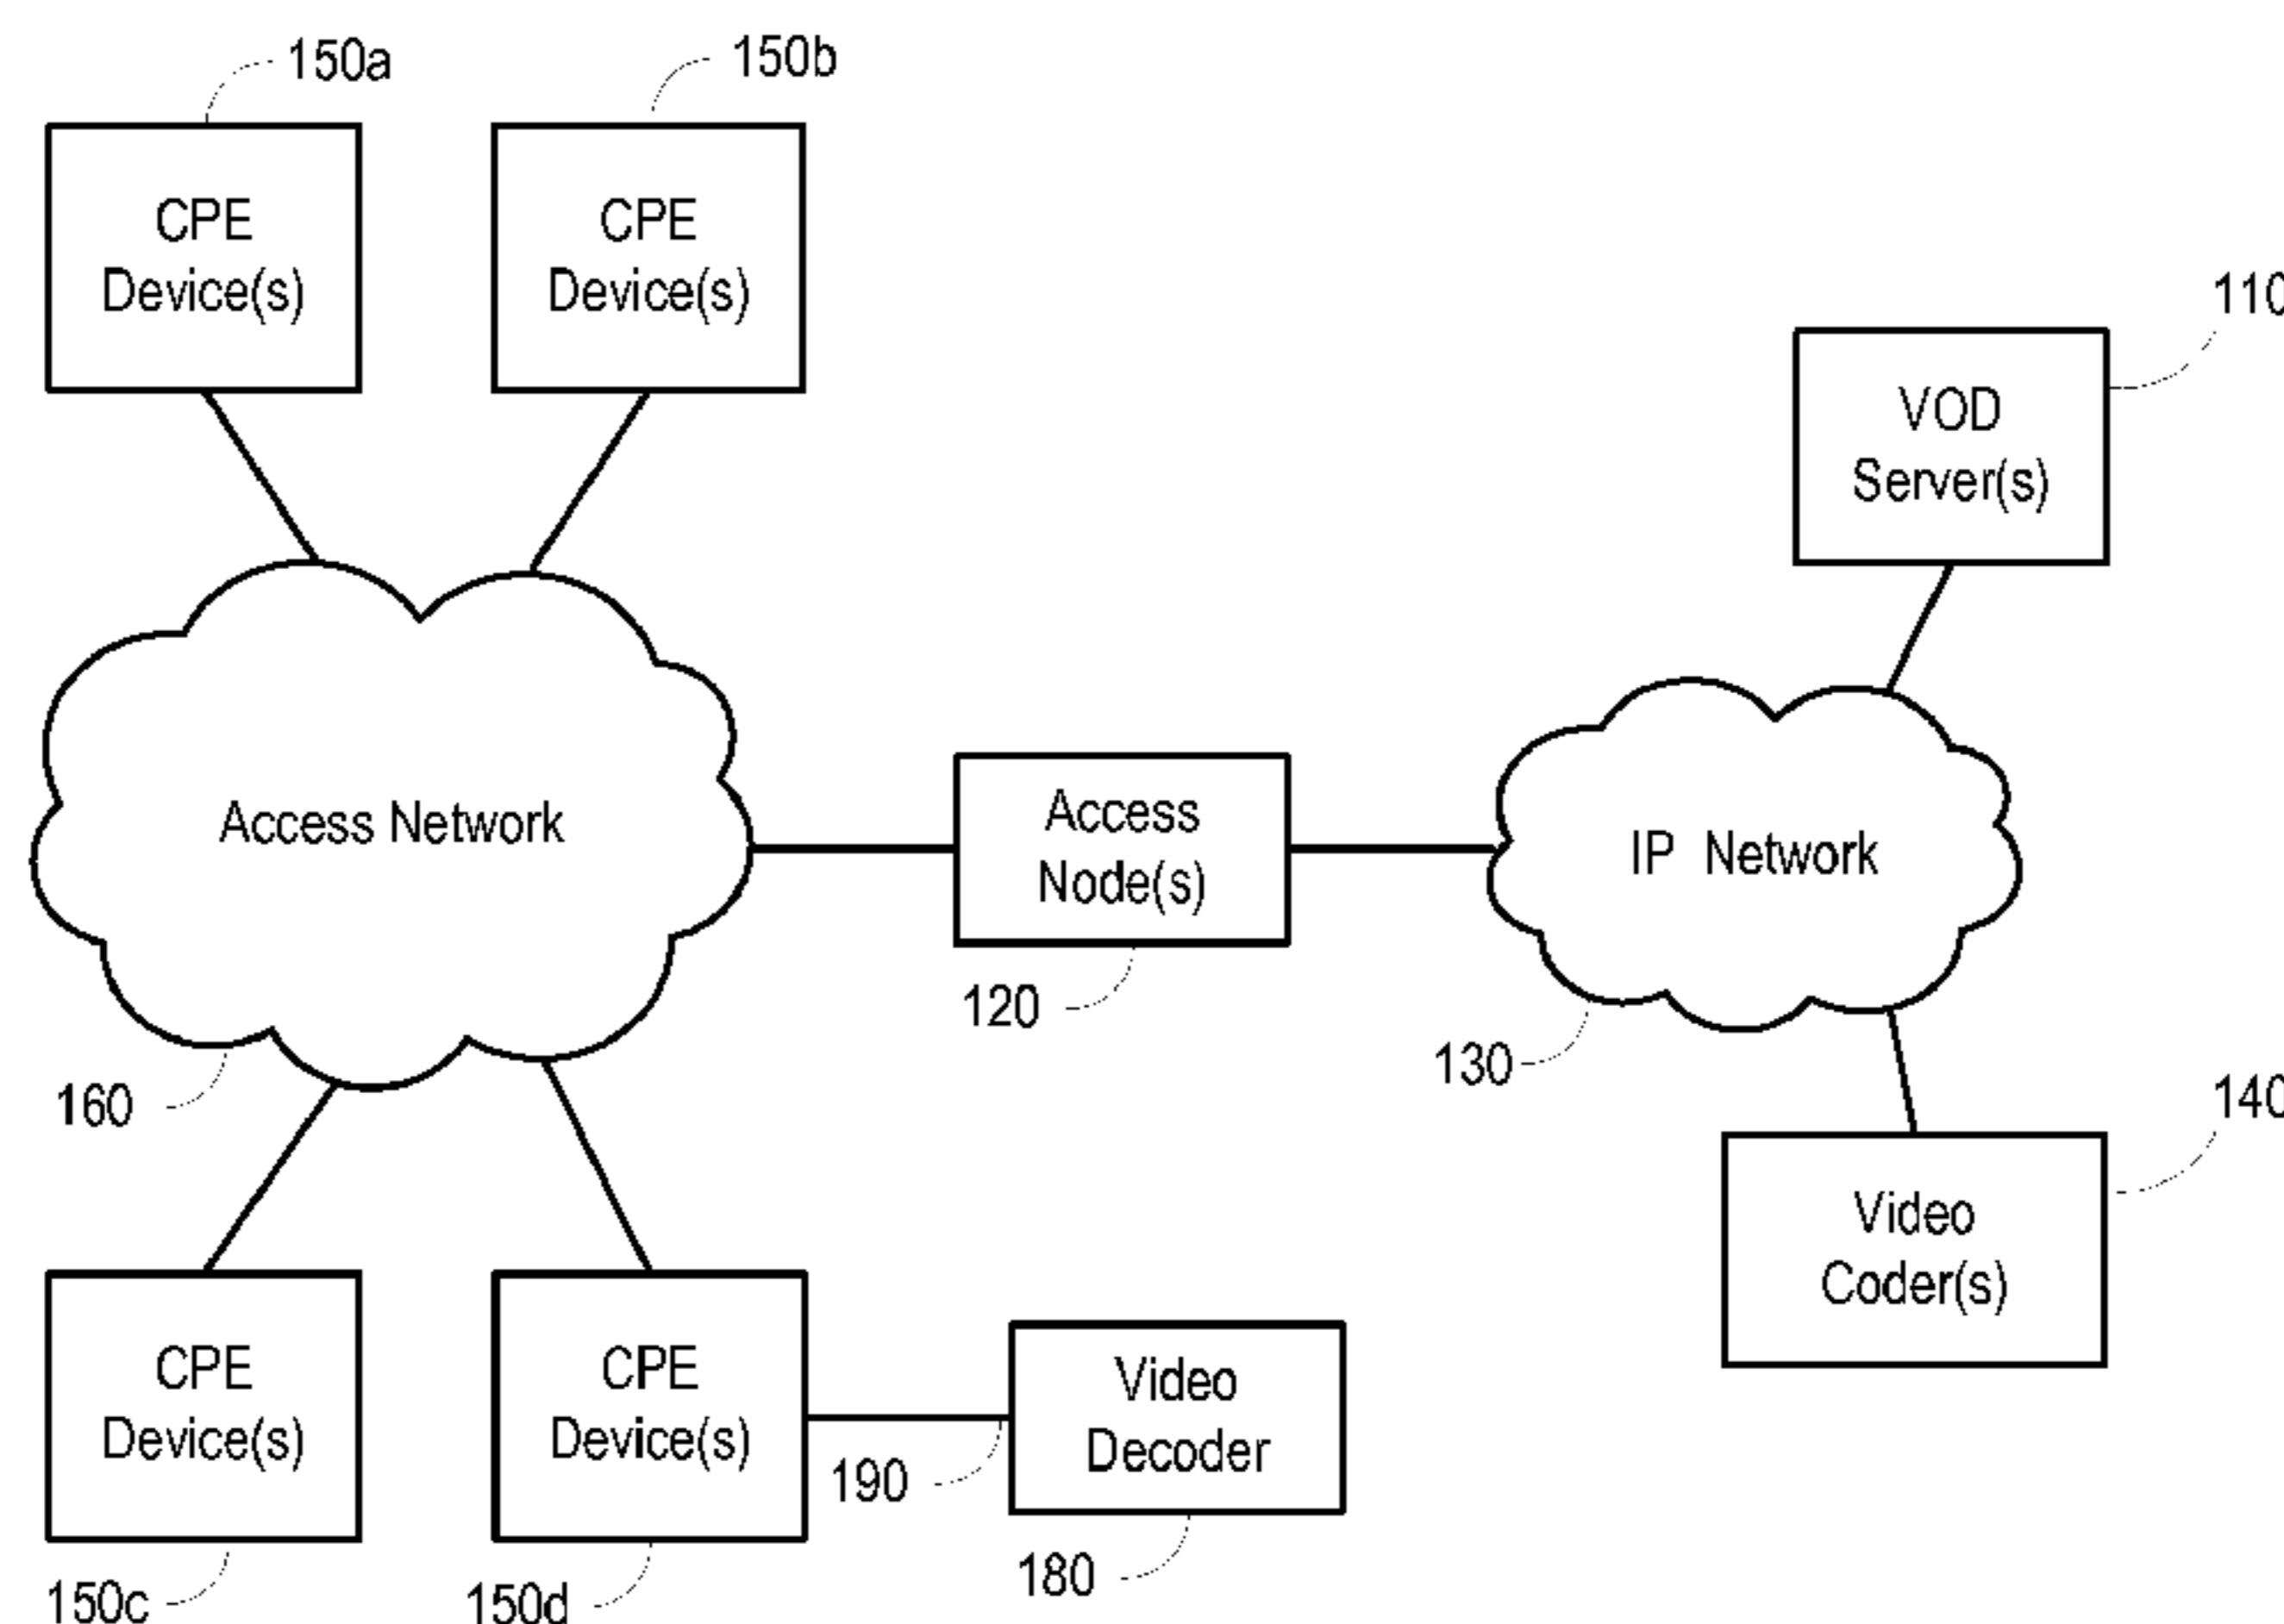 150a
150b
CPE
Device(s)
CPE
Device(s)
110
VOD
Server(s)
Access Network
Access
Node(s)
IP Network
120
130
160
140
Video
Coder(s)
CPE
Device(s)
CPE
Device(s)
Video
Decoder
190
180
150c
150d